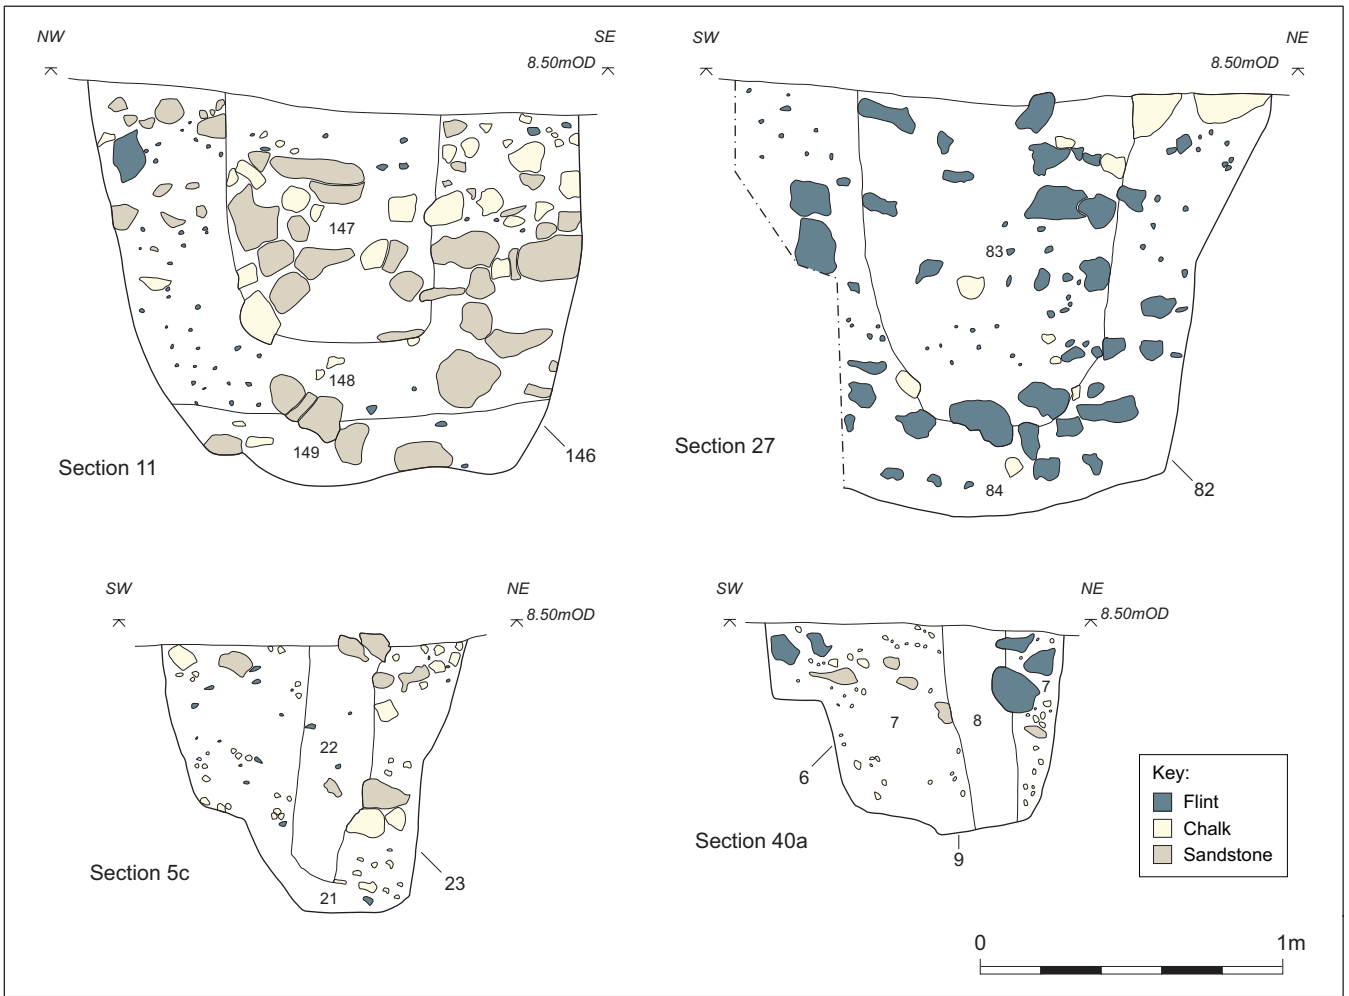 NW
SE
8.50mOD
147
148
149
146
Section 11
SW
NE
8.50mOD
83
84
82
Section 27
SW
NE
8.50mOD
22
21
23
Section 5c
SW
NE
8.50mOD
7
8
7
6
9
Section 40a
Key:
Flint
Chalk
Sandstone
0 1m